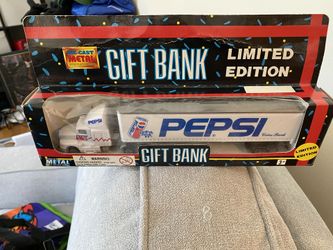 DIE-CAST
METAL
GIFT BANK
LIMITED
EDITION
PEPSI
PEPSI
METAL
GIFT BANK
LIMITED
EDITION